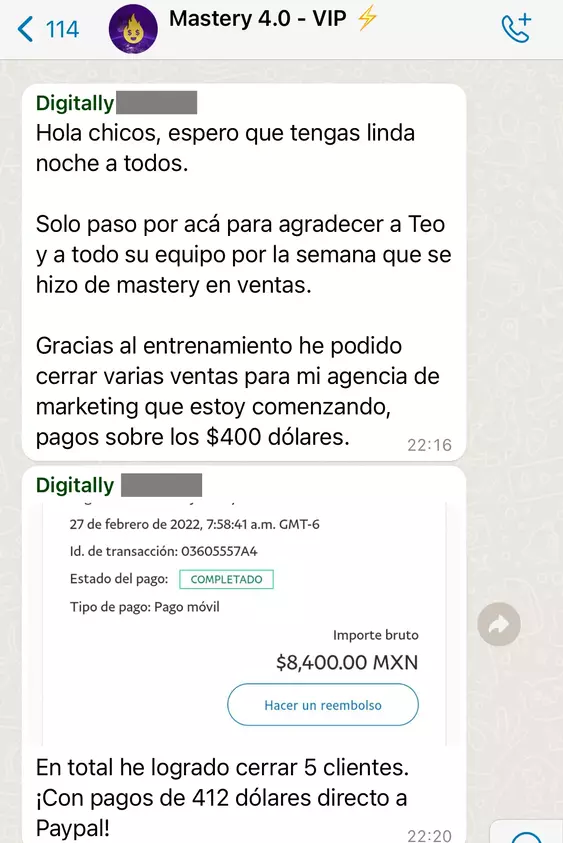 114
Mastery 4.0 - VIP ⚡
Digitally
Hola chicos, espero que tengas linda
noche a todos.
Solo paso por acá para agradecer a Teo
y a todo su equipo por la semana que se
hizo de mastery en ventas.
Gracias al entrenamiento he podido
cerrar varias ventas para mi agencia de
marketing que estoy comenzando,
pagos sobre los $400 dólares.
22:16
Digitally
27 de febrero de 2022, 7:58:41 a.m. GMT-6
Id. de transacción: 03605557A4
Estado del pago: COMPLETADO
Tipo de pago: Pago móvil
Importe bruto
$8,400.00 MXN
Hacer un reembolso
En total he logrado cerrar 5 clientes.
¡Con pagos de 412 dólares directo a
Paypal!
22:20